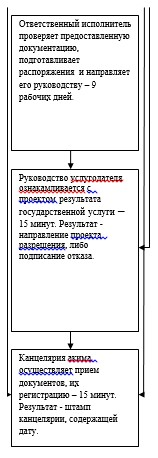 Ответственный исполнитель
проверяет предоставленную
документацию,
подготавливает
распоряжения и направляет
его руководству – 9
рабочих дней.
Руководство услугодателя
ознакамливается с
проектом результата
государственной услуги —
15 минут. Результат -
направление проекта
разрешения, либо
подписание отказа.
Канцелярия акима
осуществляет прием
документов, их
регистрацию – 15 минут.
Результат - штамп
канцелярии, содержащей
дату.